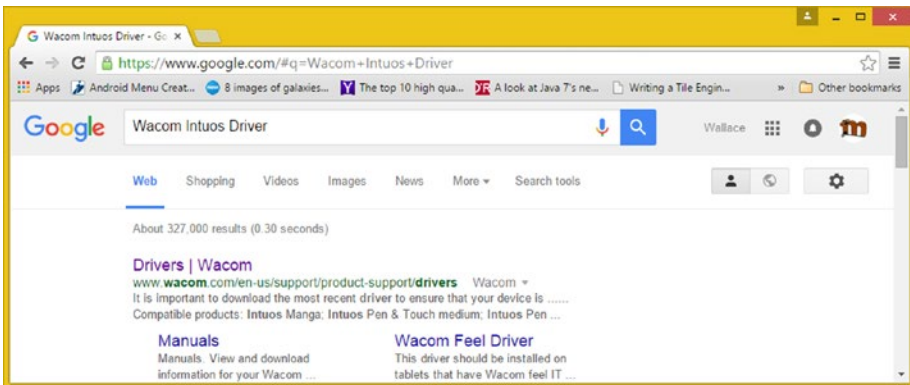 Wacom Intuos Driver - Go
https://www.google.com/#q=Wacom+Intuos+Driver
Apps Android Menu Creat... 8 images of galaxies... The top 10 high qua... A look at Java 7's ne... Writing a Tile Engin... » Other bookmarks
Google Wacom Intuos Driver Wallace
Web Shopping Videos Images News More Search tools
About 327,000 results (0.30 seconds)
Drivers | Wacom
www.wacom.com/en-us/support/product-support/drivers Wacom
It is important to download the most recent driver to ensure that your device is ......
Compatible products: Intuos Manga; Intuos Pen & Touch medium; Intuos Pen ...
Manuals Wacom Feel Driver
Manuals. View and download This driver should be installed on
information for your Wacom ... tablets that have Wacom feel IT ...